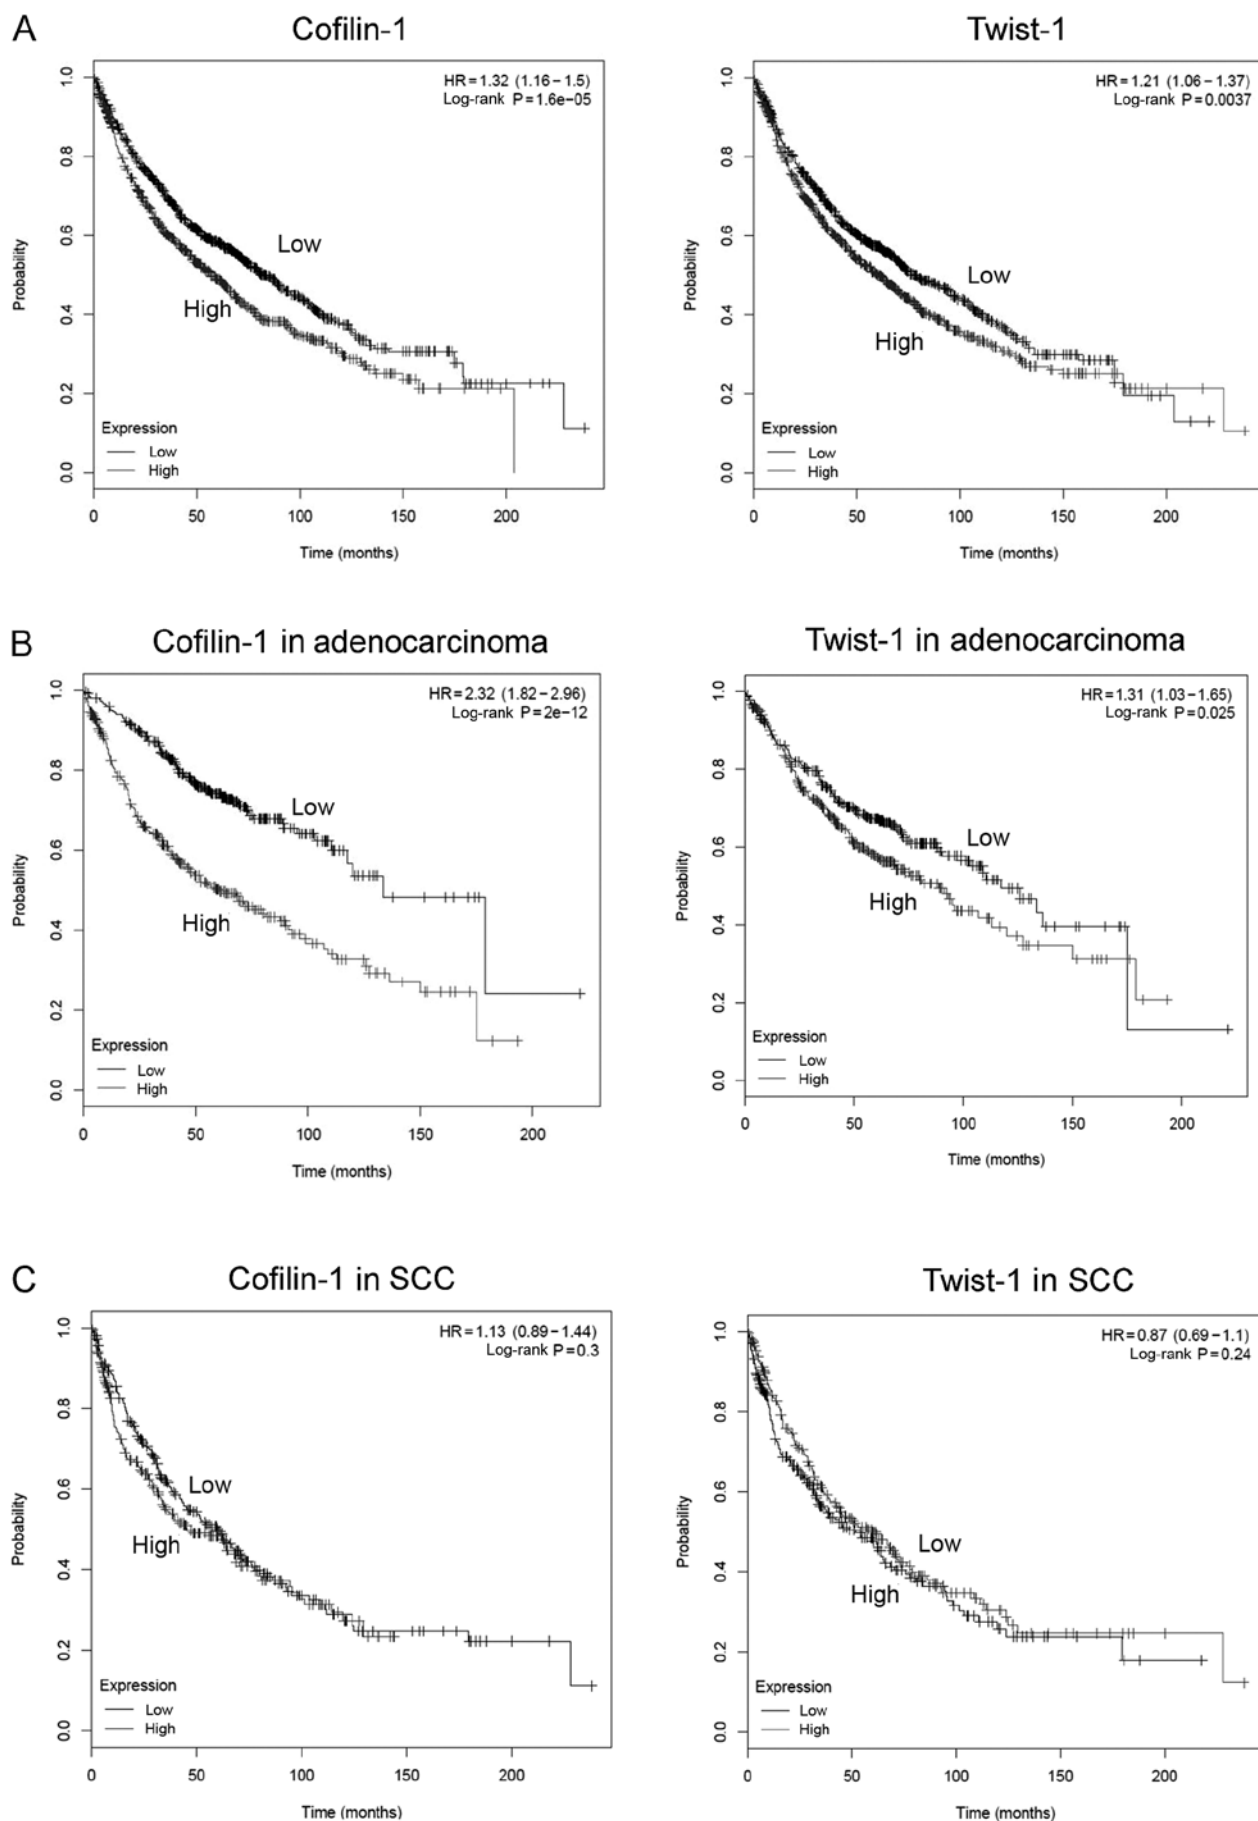 A
Cofilin-1
HR=1.32 (1.16−1.5)
Log-rank P=1.6e−05
Probability
1.0
0.8
0.6
0.4
0.2
0.0
Low
High
Expression
Low
High
0 50 100 150 200
Time (months)
Twist-1
HR=1.21 (1.06−1.37)
Log-rank P=0.0037
Probability
1.0
0.8
0.6
0.4
0.2
0.0
Low
High
Expression
Low
High
0 50 100 150 200
Time (months)
B
Cofilin-1 in adenocarcinoma
HR=2.32 (1.82−2.96)
Log-rank P=2e−12
Probability
1.0
0.8
0.6
0.4
0.2
0.0
Low
High
Expression
Low
High
0 50 100 150 200
Time (months)
Twist-1 in adenocarcinoma
HR=1.31 (1.03−1.65)
Log-rank P=0.025
Probability
1.0
0.8
0.6
0.4
0.2
0.0
Low
High
Expression
Low
High
0 50 100 150 200
Time (months)
C
Cofilin-1 in SCC
HR=1.13 (0.89−1.44)
Log-rank P=0.3
Probability
1.0
0.8
0.6
0.4
0.2
0.0
Low
High
Expression
Low
High
0 50 100 150 200
Time (months)
Twist-1 in SCC
HR=0.87 (0.69−1.1)
Log-rank P=0.24
Probability
1.0
0.8
0.6
0.4
0.2
0.0
Low
High
Expression
Low
High
0 50 100 150 200
Time (months)